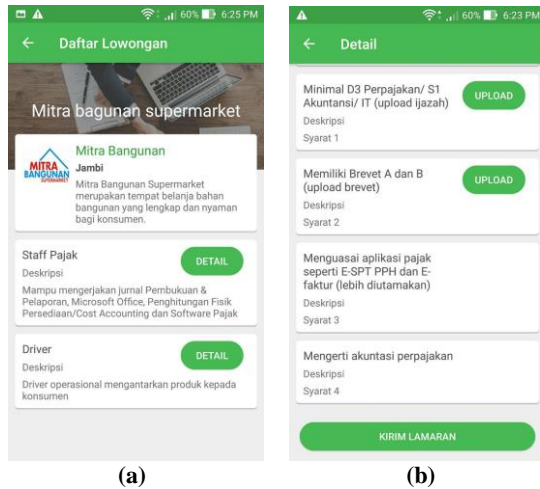 60% 6:25 PM
Daftar Lowongan
Mitra bagunan supermarket
MITRA
BANGUNAN
SUPERMARKET
Mitra Bangunan
Jambi
Mitra Bangunan Supermarket
merupakan tempat belanja bahan
bangunan yang lengkap dan nyaman
bagi konsumen.
Staff Pajak
DETAIL
Deskripsi
Mampu mengerjakan jurnal Pembukuan &
Pelaporan, Microsoft Office, Penghitungan Fisik
Persediaan/Cost Accounting dan Software Pajak
Driver
DETAIL
Deskripsi
Driver operasional mengantarkan produk kepada
konsumen
(a)
60% 6:23 PM
Detail
Minimal D3 Perpajakan/ S1
Akuntansi/ IT (upload ijazah)
UPLOAD
Deskripsi
Syarat 1
Memiliki Brevet A dan B
(upload brevet)
UPLOAD
Deskripsi
Syarat 2
Menguasai aplikasi pajak
seperti E-SPT PPH dan E-
faktur (lebih diutamakan)
Deskripsi
Syarat 3
Mengerti akuntasi perpajakan
Deskripsi
Syarat 4
KIRIM LAMARAN
(b)